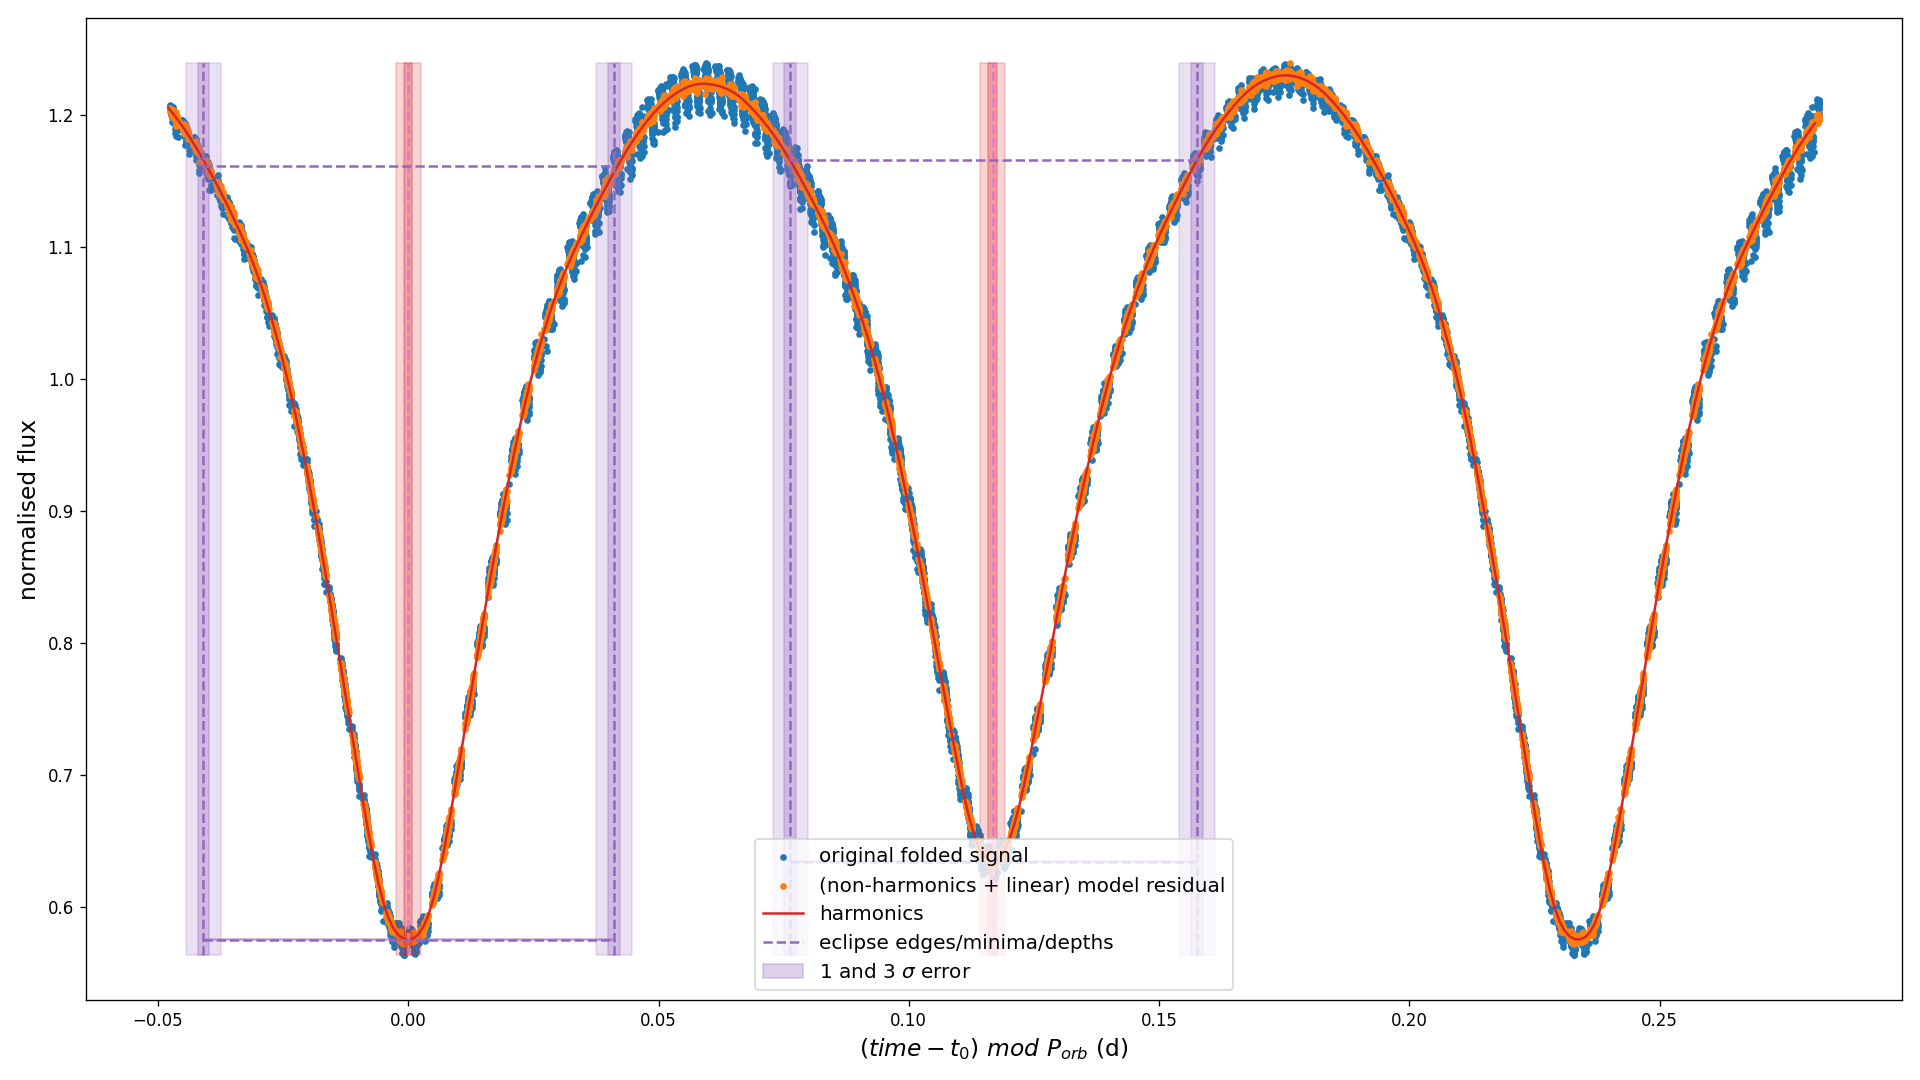 normalised flux
1.2
1.1
1.0
0.9
0.8
0.7
0.6
original folded signal
(non-harmonics + linear) model residual
harmonics
eclipse edges/minima/depths
1 and 3 σ error
−0.05 0.00 0.05 0.10 0.15 0.20 0.25
(time − t₀) mod Pₒᵣb (d)